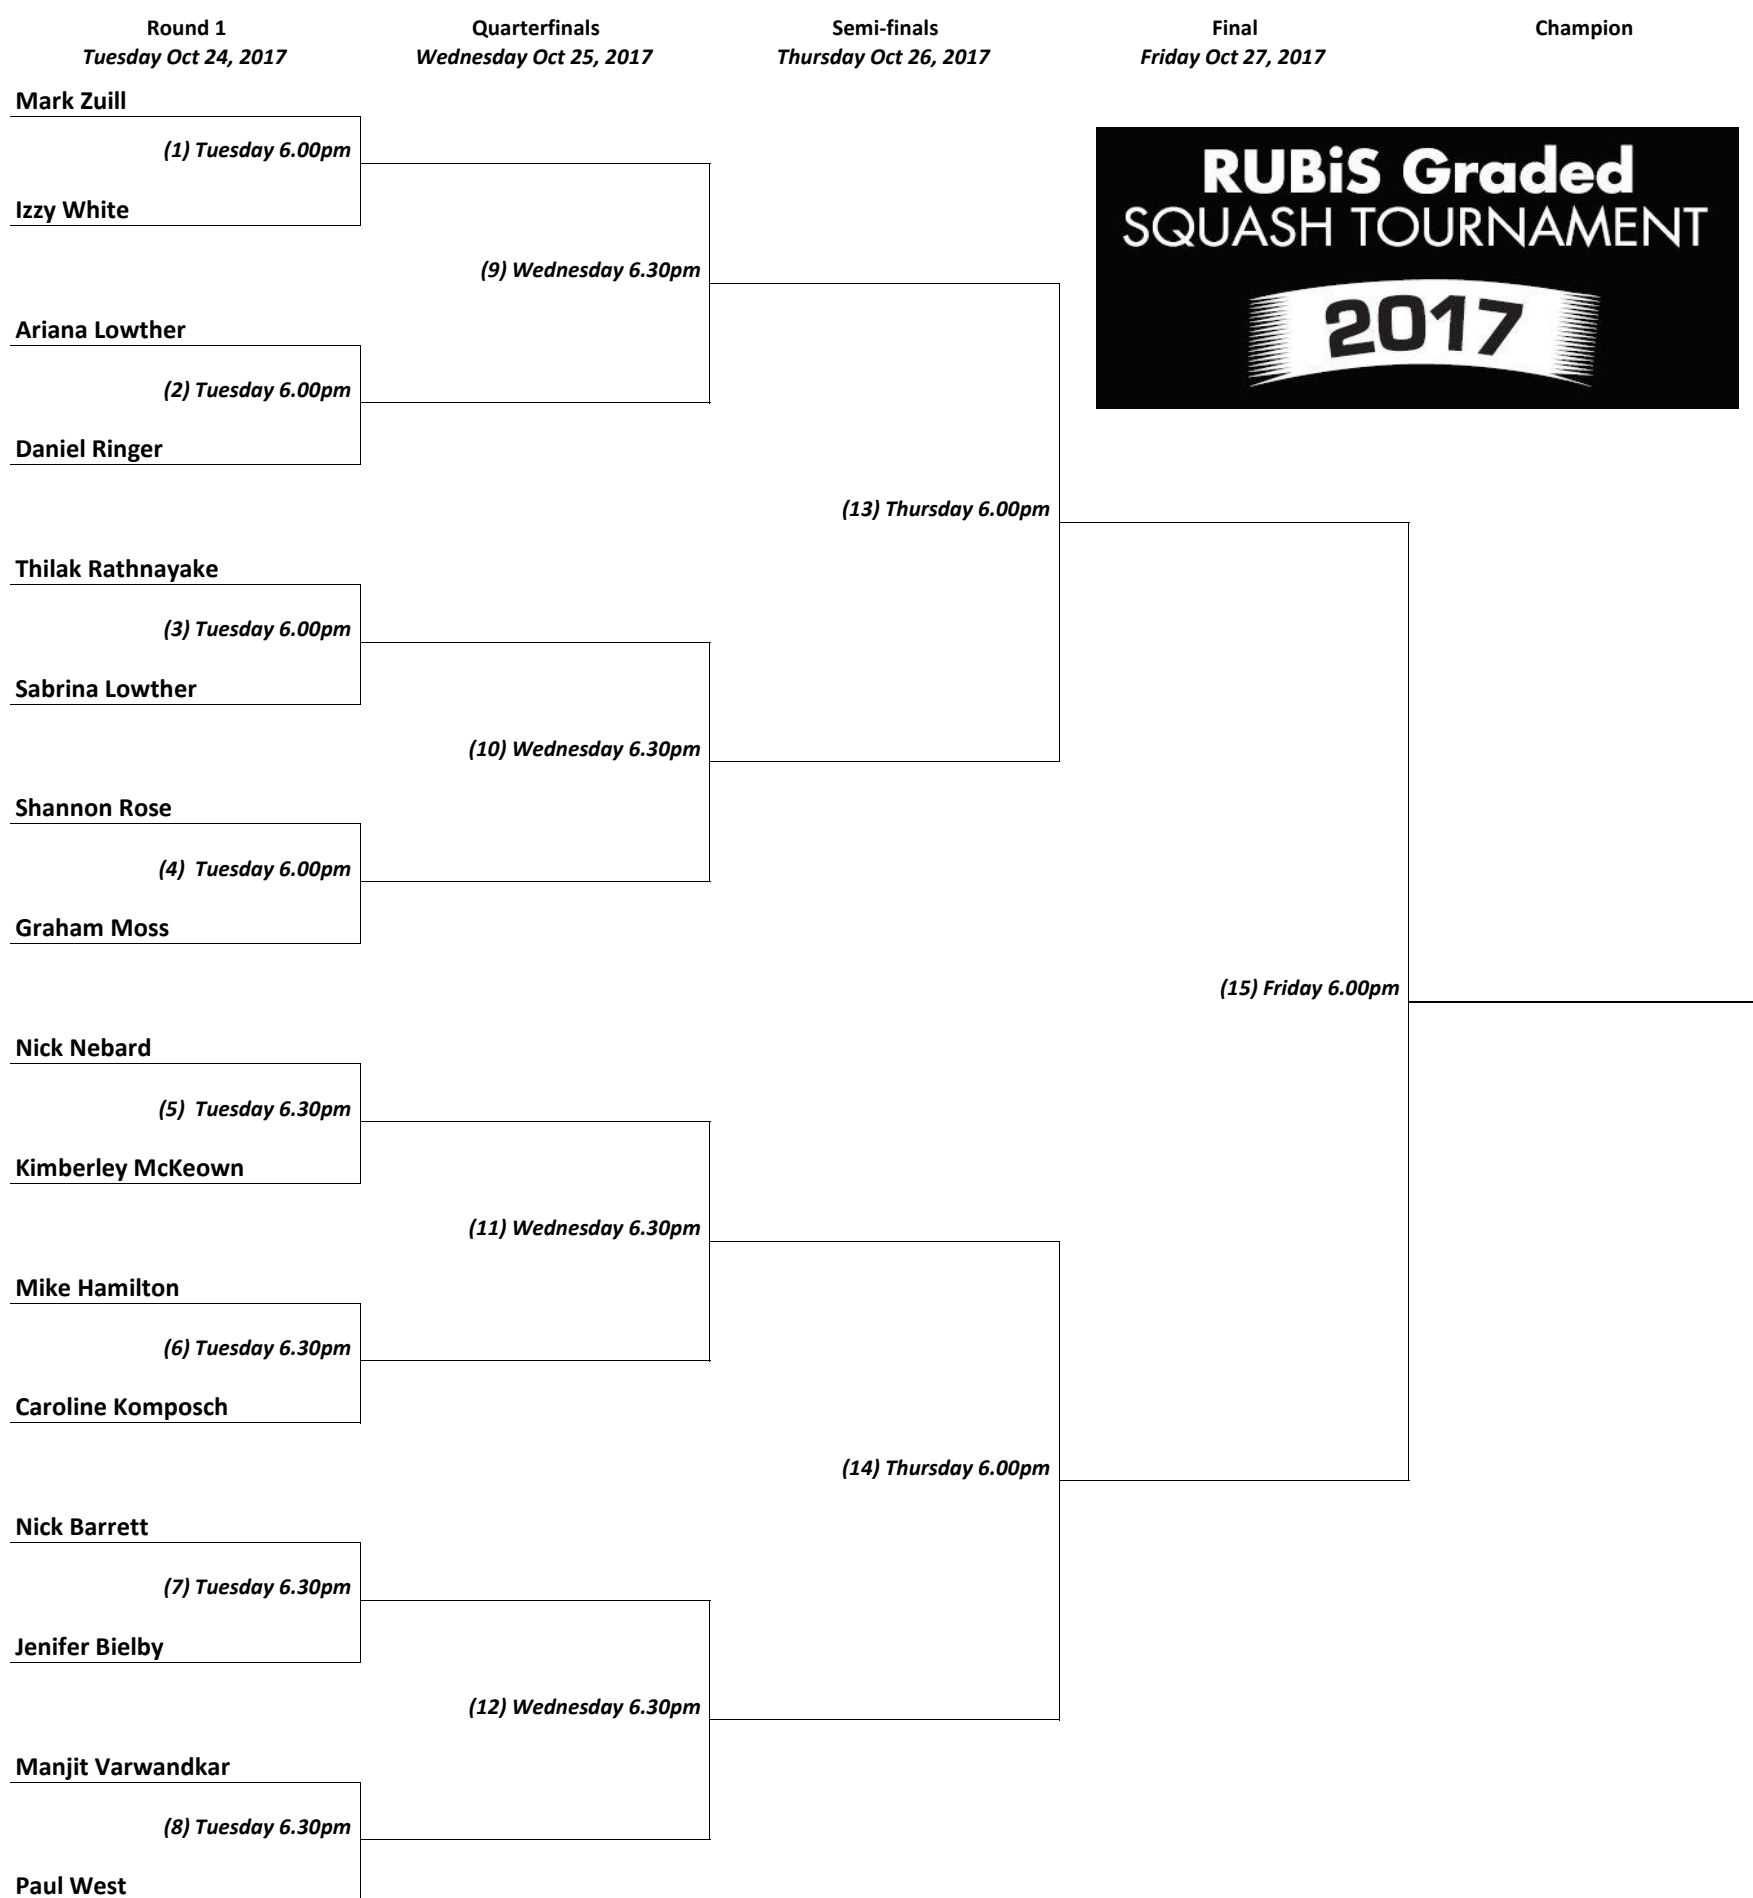 Round 1 Quarterfinals Semi-finals Final Champion
Tuesday Oct 24, 2017 Wednesday Oct 25, 2017 Thursday Oct 26, 2017 Friday Oct 27, 2017
Mark Zuill
(1) Tuesday 6.00pm
RUBiS Graded
SQUASH TOURNAMENT
2017
Izzy White
(9) Wednesday 6.30pm
Ariana Lowther
(2) Tuesday 6.00pm
Daniel Ringer
(13) Thursday 6.00pm
Thilak Rathnayake
(3) Tuesday 6.00pm
Sabrina Lowther
(10) Wednesday 6.30pm
Shannon Rose
(4) Tuesday 6.00pm
Graham Moss
(15) Friday 6.00pm
Nick Nebard
(5) Tuesday 6.30pm
Kimberley McKeown
(11) Wednesday 6.30pm
Mike Hamilton
(6) Tuesday 6.30pm
Caroline Komposch
(14) Thursday 6.00pm
Nick Barrett
(7) Tuesday 6.30pm
Jenifer Bielby
(12) Wednesday 6.30pm
Manjit Varwandkar
(8) Tuesday 6.30pm
Paul West